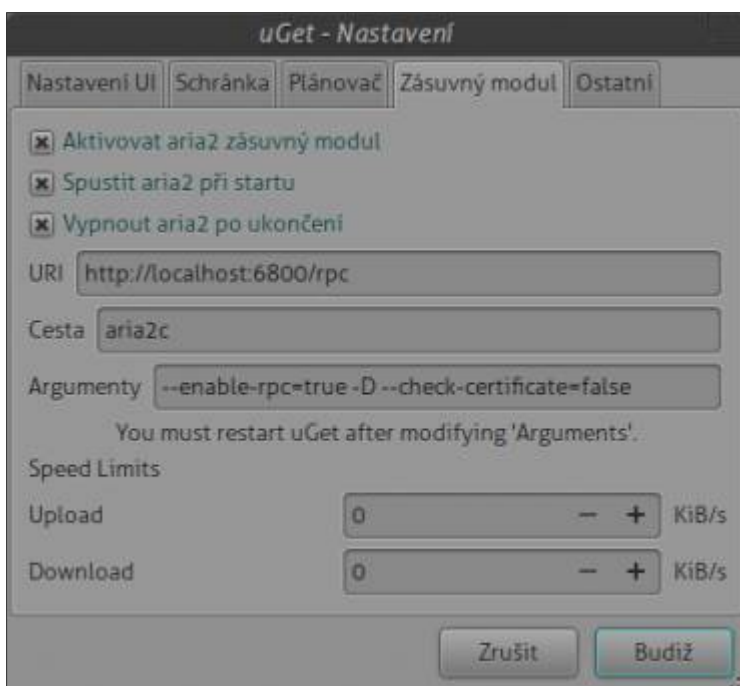 uGet - Nastavení
Nastavení UI Schránka Plánovač Zásuvný modul Ostatní
Aktivovat aria2 zásuvný modul
Spustit aria2 při startu
Vypnout aria2 po ukončení
URI http://localhost:6800/rpc
Cesta aria2c
Argumenty --enable-rpc=true -D --check-certificate=false
You must restart uGet after modifying 'Arguments'.
Speed Limits
Upload 0 − + KiB/s
Download 0 − + KiB/s
Zrušit Budiž